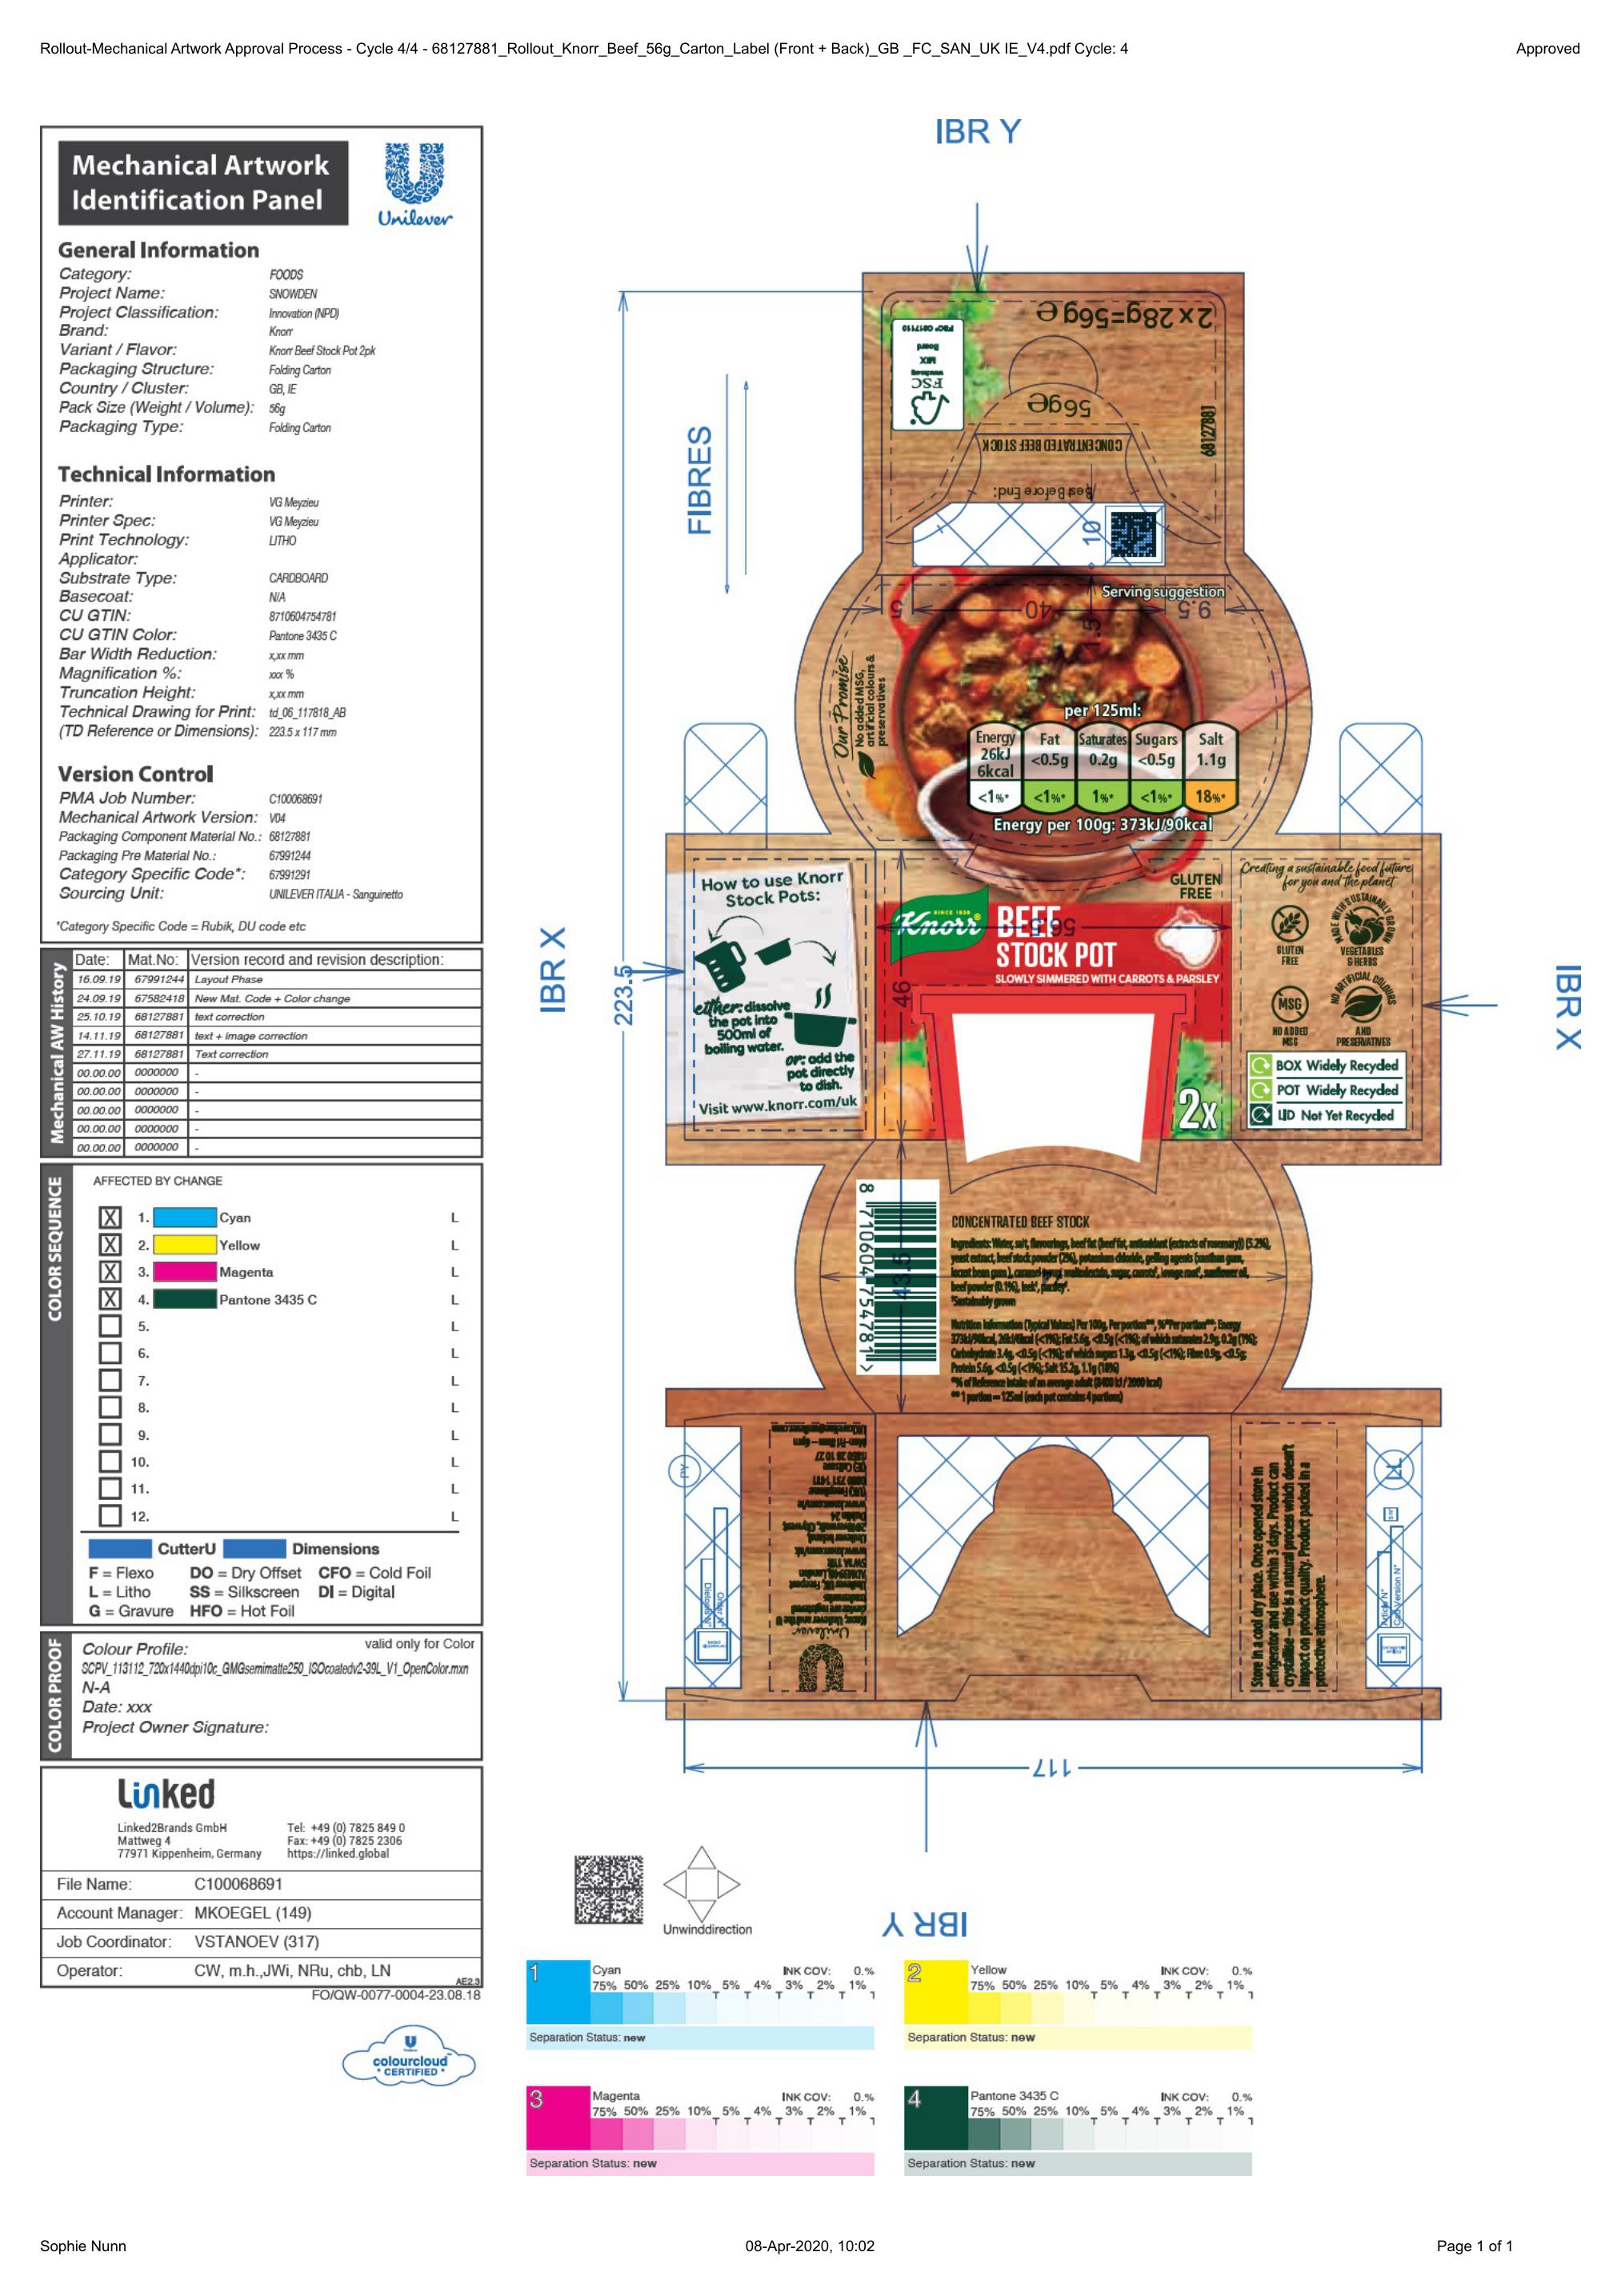 Rollout-Mechanical Artwork Approval Process - Cycle 4/4 - 68127881_Rollout_Knorr_Beef_56g_Carton_Label (Front + Back)_GB _FC_SAN_UK IE_V4.pdf Cycle: 4
Approved
Mechanical Artwork
Identification Panel
Unilever
General Information
Category: FOODS
Project Name: SNOWDEN
Project Classification: Innovation (NPD)
Brand: Knorr
Variant / Flavor: Knorr Beef Stock Pot 2pk
Packaging Structure: Folding Carton
Country / Cluster: GB, IE
Pack Size (Weight / Volume): 56g
Packaging Type: Folding Carton
Technical Information
Printer: VG Meyzieu
Printer Spec: VG Meyzieu
Print Technology: LITHO
Applicator:
Substrate Type: CARDBOARD
Basecoat: N/A
CU GTIN: 8710604754781
CU GTIN Color: Pantone 3435 C
Bar Width Reduction: x,xx mm
Magnification %: xxx %
Truncation Height: x,xx mm
Technical Drawing for Print: td_06_117818_AB
(TD Reference or Dimensions): 223.5 x 117 mm
Version Control
PMA Job Number: C100068691
Mechanical Artwork Version: V04
Packaging Component Material No.: 68127881
Packaging Pre Material No.: 67991244
Category Specific Code*: 67991291
Sourcing Unit: UNILEVER ITALIA - Sanguinetto
*Category Specific Code = Rubik, DU code etc
Mechanical AW History
Date: Mat.No: Version record and revision description:
16.09.19 67991244 Layout Phase
24.09.19 67582418 New Mat. Code + Color change
25.10.19 68127881 text correction
14.11.19 68127881 text + image correction
27.11.19 68127881 Text correction
00.00.00 0000000 -
00.00.00 0000000 -
00.00.00 0000000 -
00.00.00 0000000 -
00.00.00 0000000 -
COLOR SEQUENCE
AFFECTED BY CHANGE
X 1. Cyan L
X 2. Yellow L
X 3. Magenta L
X 4. Pantone 3435 C L
5. L
6. L
7. L
8. L
9. L
10. L
11. L
12. L
CutterU Dimensions
F = Flexo DO = Dry Offset CFO = Cold Foil
L = Litho SS = Silkscreen DI = Digital
G = Gravure HFO = Hot Foil
COLOR PROOF
Colour Profile: valid only for Color
SCPV_113112_720x1440dpi10c_GMGsemimatte250_ISOcoatedv2-39L_V1_OpenColor.mxn
N-A
Date: xxx
Project Owner Signature:
Linked
Linked2Brands GmbH Tel: +49 (0) 7825 849 0
Mattweg 4 Fax: +49 (0) 7825 2306
77971 Kippenheim, Germany https://linked.global
File Name: C100068691
Account Manager: MKOEGEL (149)
Job Coordinator: VSTANOEV (317)
Operator: CW, m.h.,JWi, NRu, chb, LN
AE2.3
FO/QW-0077-0004-23.08.18
U
colourcloud
• CERTIFIED •
IBR Y
FIBRES
IBR X
223.5
IBR X
2x 28g=56g e
FSC
MIX
Board
56g e
68127881
CONCENTRATED BEEF STOCK
Best Before End:
10
Serving suggestion
5
40
9.5
1.5
Our Promise
No added MSG,
artificial colours &
preservatives
per 125ml:
Energy Fat Saturates Sugars Salt
26kJ
6kcal <0.5g 0.2g <0.5g 1.1g
<1%* <1%* 1%* <1%* 18%*
Energy per 100g: 373kJ/90kcal
How to use Knorr
Stock Pots:
either: dissolve
the pot into
500ml of
boiling water.
or: add the
pot directly
to dish.
Visit www.knorr.com/uk
GLUTEN
FREE
SINCE 1838
Knorr®
BEEF
STOCK POT
SLOWLY SIMMERED WITH CARROTS & PARSLEY
46
2x
Creating a sustainable food future
for you and the planet
GLUTEN
FREE
MADE WITH SUSTAINABLY GROWN
VEGETABLES
& HERBS
MSG
NO ADDED
MSG
NO ARTIFICIAL COLOURS
AND
PRESERVATIVES
BOX Widely Recycled
POT Widely Recycled
LID Not Yet Recycled
8 710604 754781 >
43.5
CONCENTRATED BEEF STOCK
Ingredients: Water, salt, flavourings, beef fat (beef fat, antioxidant (extracts of rosemary)) (5.2%),
yeast extract, beef stock powder (2%), potassium chloride, gelling agents (xanthan gum,
locust bean gum), caramel syrup, maltodextrin, sugar, carrots†, lovage root†, sunflower oil,
beef powder (0.1%), leek†, parsley†.
†Sustainably grown
Nutrition Information (Typical Values) Per 100g, Per portion**, %*Per portion**; Energy
373kJ/90kcal, 26kJ/6kcal (<1%); Fat 5.6g, <0.5g (<1%); of which saturates 2.9g, 0.2g (1%);
Carbohydrate 3.4g, <0.5g (<1%); of which sugars 1.3g, <0.5g (<1%); Fibre 0.9g, <0.5g;
Protein 5.6g, <0.5g (<1%); Salt 15.2g, 1.1g (18%)
*% of Reference intake of an average adult (8400 kJ / 2000 kcal)
** 1 portion = 125ml (each pot contains 4 portions)
Unilever
Knorr, Unilever and the U
device are registered
trademarks.
Unilever UK, Freepost
ADM3940, London
SW1A 1YR
www.knorr.com/uk
Unilever Ireland,
20 Riverwalk, Citywest,
Dublin 24
www.knorr.com/ie
(UK) Freephone
0800 731 1411
(IE) Callsave
1850 28 10 27
Mon-Fri 8am – 6pm
Store in a cool dry place. Once opened store in
refrigerator and use within 3 days. Product can
crystallise – this is a natural process which doesn't
impact on product quality. Product packed in a
protective atmosphere.
117
Unwinddirection
IBR Y
1 Cyan INK COV: 0.%
75% 50% 25% 10% 5% 4% 3% 2% 1%
Separation Status: new
2 Yellow INK COV: 0.%
75% 50% 25% 10% 5% 4% 3% 2% 1%
Separation Status: new
3 Magenta INK COV: 0.%
75% 50% 25% 10% 5% 4% 3% 2% 1%
Separation Status: new
4 Pantone 3435 C INK COV: 0.%
75% 50% 25% 10% 5% 4% 3% 2% 1%
Separation Status: new
Sophie Nunn
08-Apr-2020, 10:02
Page 1 of 1